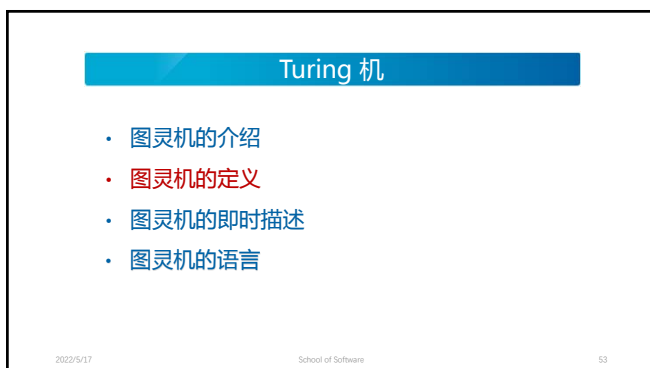 Turing 机
• 图灵机的介绍
• 图灵机的定义
• 图灵机的即时描述
• 图灵机的语言
2022/5/17 School of Software 53